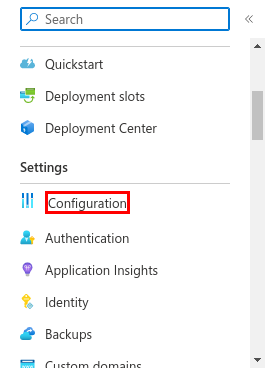 Search
Quickstart
Deployment slots
Deployment Center
Settings
Configuration
Authentication
Application Insights
Identity
Backups
Custom domains